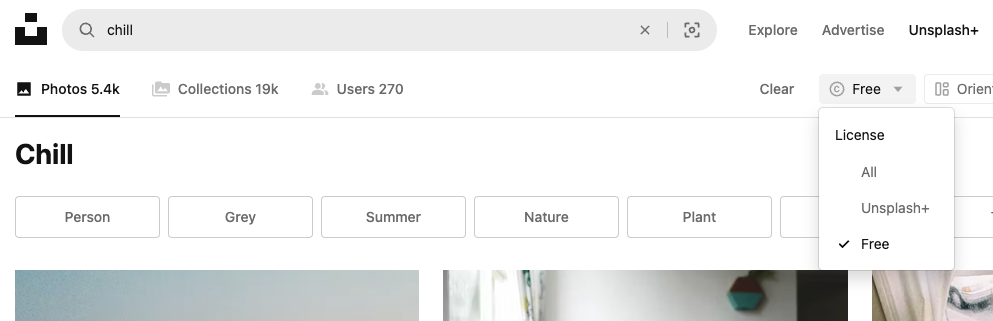 chill
Explore Advertise Unsplash+
Photos 5.4k Collections 19k Users 270 Clear Free Orien
License
All
Unsplash+
Free
Chill
Person Grey Summer Nature Plant